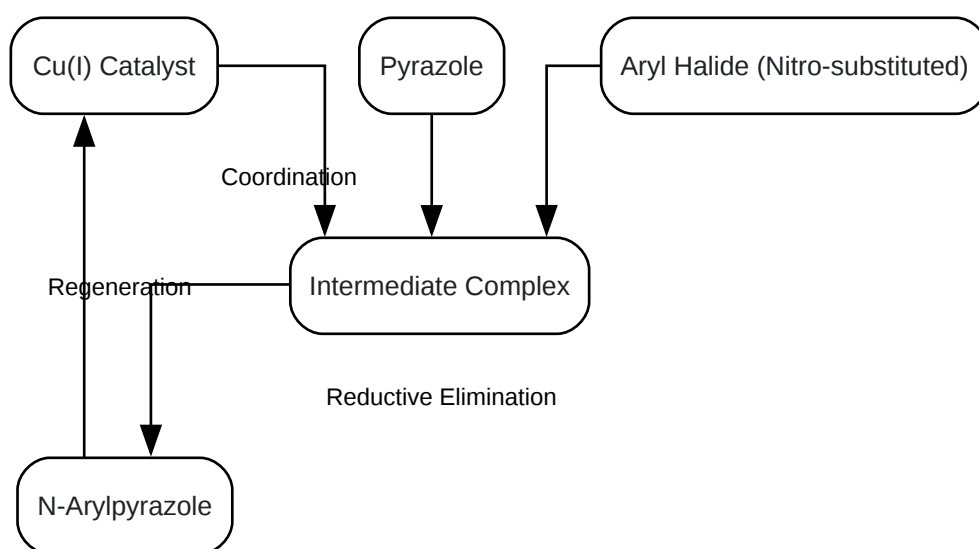 Cu(I) Catalyst
Pyrazole
Aryl Halide (Nitro-substituted)
Coordination
Regeneration
Intermediate Complex
Reductive Elimination
N-Arylpyrazole